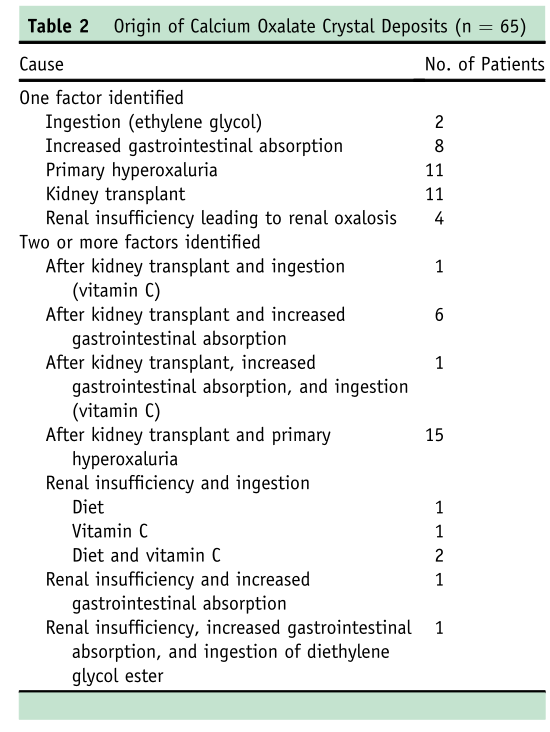 Table 2 Origin of Calcium Oxalate Crystal Deposits (n = 65)
Cause No. of Patients
One factor identified
Ingestion (ethylene glycol) 2
Increased gastrointestinal absorption 8
Primary hyperoxaluria 11
Kidney transplant 11
Renal insufficiency leading to renal oxalosis 4
Two or more factors identified
After kidney transplant and ingestion 1
(vitamin C)
After kidney transplant and increased 6
gastrointestinal absorption
After kidney transplant, increased 1
gastrointestinal absorption, and ingestion
(vitamin C)
After kidney transplant and primary 15
hyperoxaluria
Renal insufficiency and ingestion
Diet 1
Vitamin C 1
Diet and vitamin C 2
Renal insufficiency and increased 1
gastrointestinal absorption
Renal insufficiency, increased gastrointestinal 1
absorption, and ingestion of diethylene
glycol ester